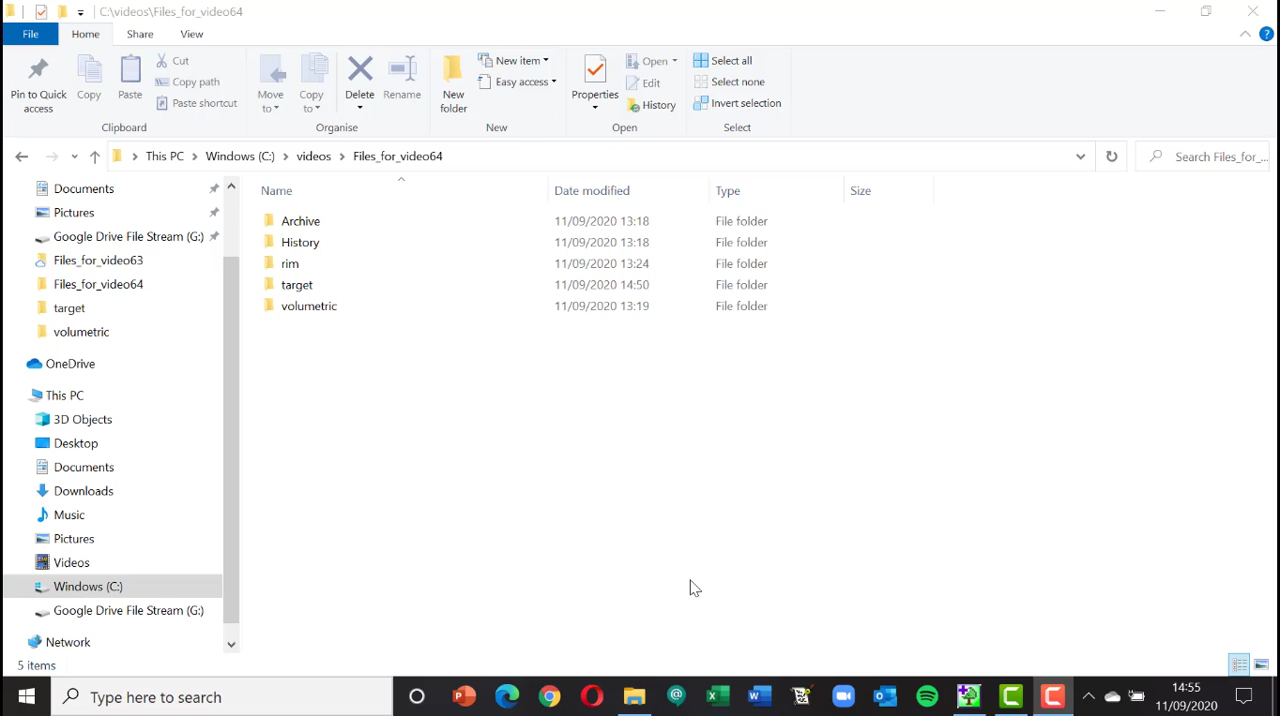 C:\videos\Files_for_video64
File Home Share View
Pin to Quick access
Copy
Paste
Cut
Copy path
Paste shortcut
Clipboard
Move to
Copy to
Delete
Rename
Organise
New folder
New item
Easy access
New
Properties
Open
Edit
History
Open
Select all
Select none
Invert selection
Select
This PC Windows (C:) videos Files_for_video64
Search Files_for_...
Name Date modified Type Size
Archive 11/09/2020 13:18 File folder
History 11/09/2020 13:18 File folder
rim 11/09/2020 13:24 File folder
target 11/09/2020 14:50 File folder
volumetric 11/09/2020 13:19 File folder
Documents
Pictures
Google Drive File Stream (G:)
Files_for_video63
Files_for_video64
target
volumetric
OneDrive
This PC
3D Objects
Desktop
Documents
Downloads
Music
Pictures
Videos
Windows (C:)
Google Drive File Stream (G:)
Network
5 items
Type here to search
14:55
11/09/2020